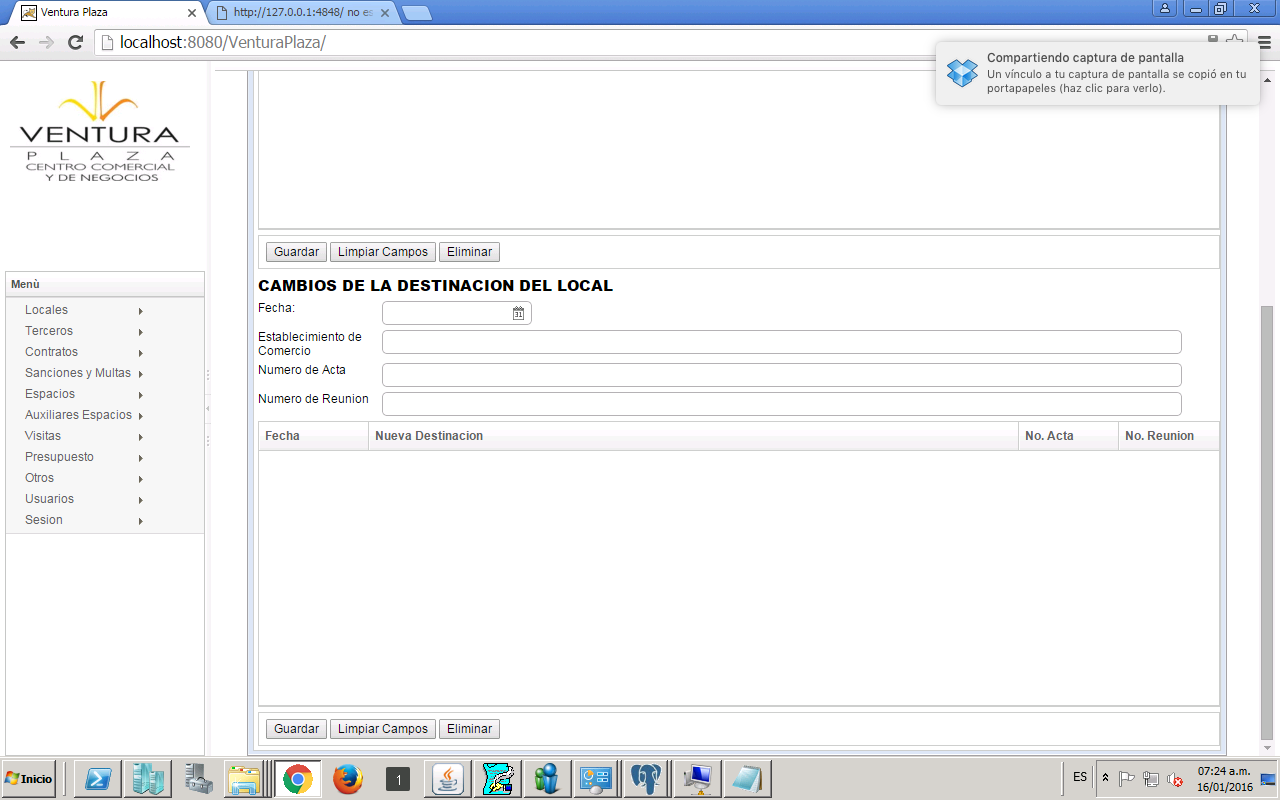 Ventura Plaza
http://127.0.0.1:4848/ no es
localhost:8080/VenturaPlaza/
Compartiendo captura de pantalla
Un vínculo a tu captura de pantalla se copió en tu
portapapeles (haz clic para verlo).
VENTURA
PLAZA
CENTRO COMERCIAL
Y DE NEGOCIOS
Menù
Locales
Terceros
Contratos
Sanciones y Multas
Espacios
Auxiliares Espacios
Visitas
Presupuesto
Otros
Usuarios
Sesion
Guardar Limpiar Campos Eliminar
CAMBIOS DE LA DESTINACION DEL LOCAL
Fecha:
31
Establecimiento de
Comercio
Numero de Acta
Numero de Reunion
Fecha Nueva Destinacion No. Acta No. Reunion
Guardar Limpiar Campos Eliminar
Inicio
1
ES
07:24 a.m.
16/01/2016